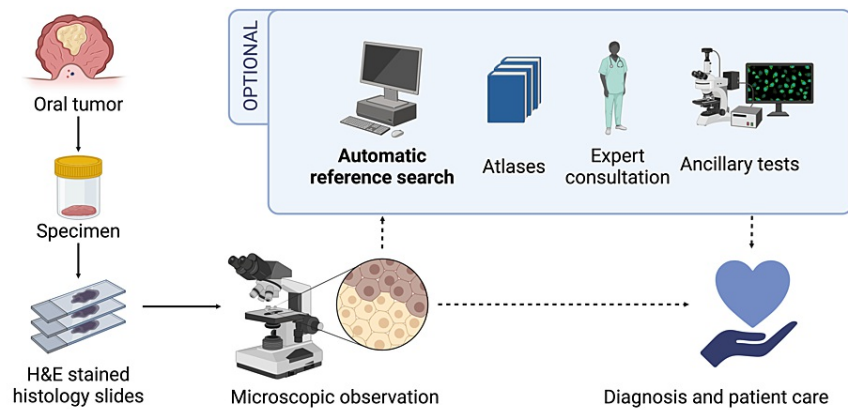 OPTIONAL
Automatic
reference search
Atlases
Expert
consultation
Ancillary tests
Oral tumor
Specimen
H&E stained
histology slides
Microscopic observation
Diagnosis and patient care